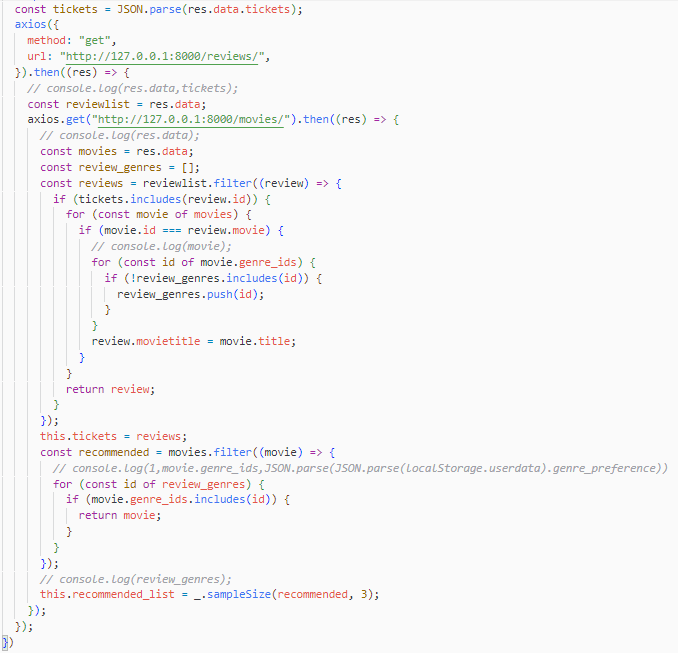 const tickets = JSON.parse(res.data.tickets);
axios({
method: "get",
url: "http://127.0.0.1:8000/reviews/",
}).then((res) => {
// console.log(res.data,tickets);
const reviewlist = res.data;
axios.get("http://127.0.0.1:8000/movies/").then((res) => {
// console.log(res.data);
const movies = res.data;
const review_genres = [];
const reviews = reviewlist.filter((review) => {
if (tickets.includes(review.id)) {
for (const movie of movies) {
if (movie.id === review.movie) {
// console.log(movie);
for (const id of movie.genre_ids) {
if (!review_genres.includes(id)) {
review_genres.push(id);
}
}
review.movietitle = movie.title;
}
}
return review;
}
});
this.tickets = reviews;
const recommended = movies.filter((movie) => {
// console.log(1,movie.genre_ids,JSON.parse(JSON.parse(localStorage.userdata).genre_preference))
for (const id of review_genres) {
if (movie.genre_ids.includes(id)) {
return movie;
}
}
});
// console.log(review_genres);
this.recommended_list = _.sampleSize(recommended, 3);
});
});
})